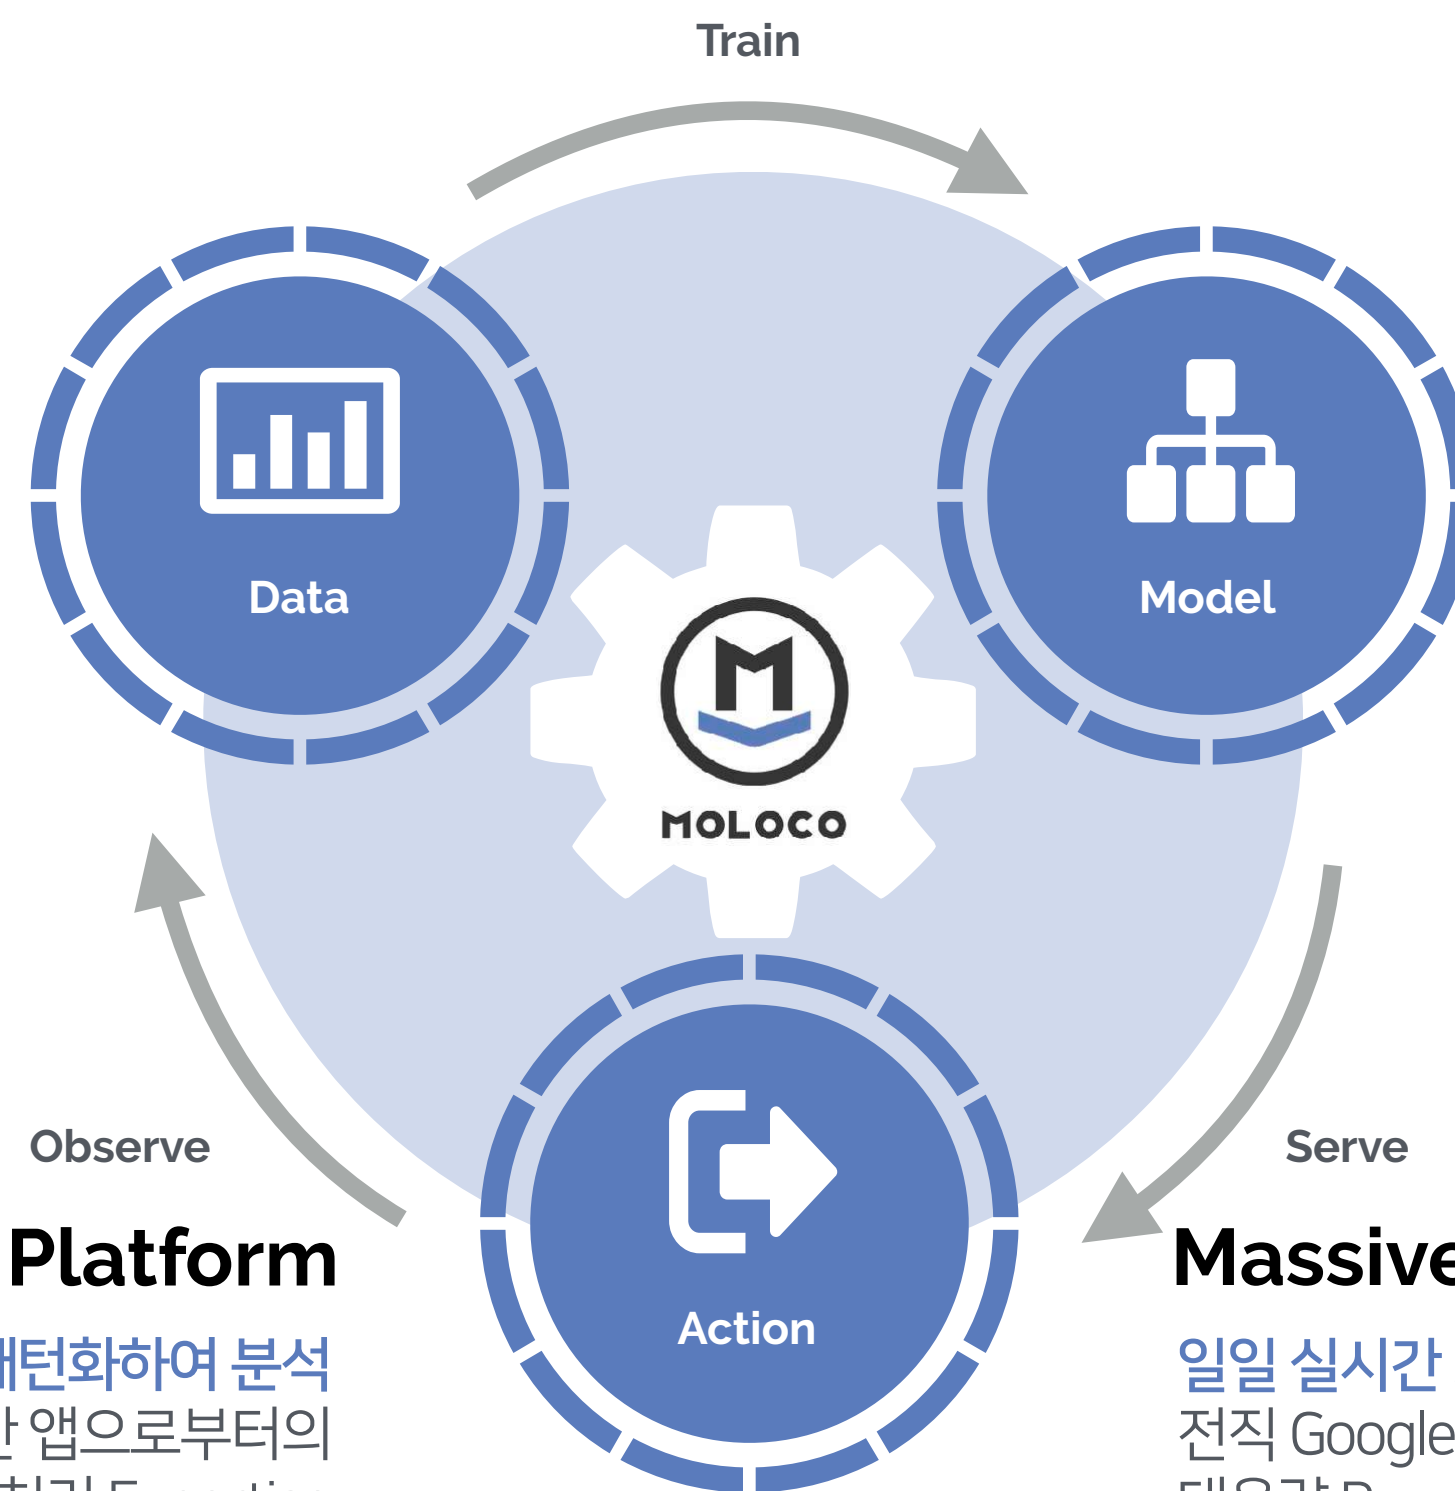 Train
Data
Model
M
MOLOCO
Observe
Serve
Platform
Massive
Action
패턴화하여 분석
일일 실시간
앱으로부터의
전직 Google